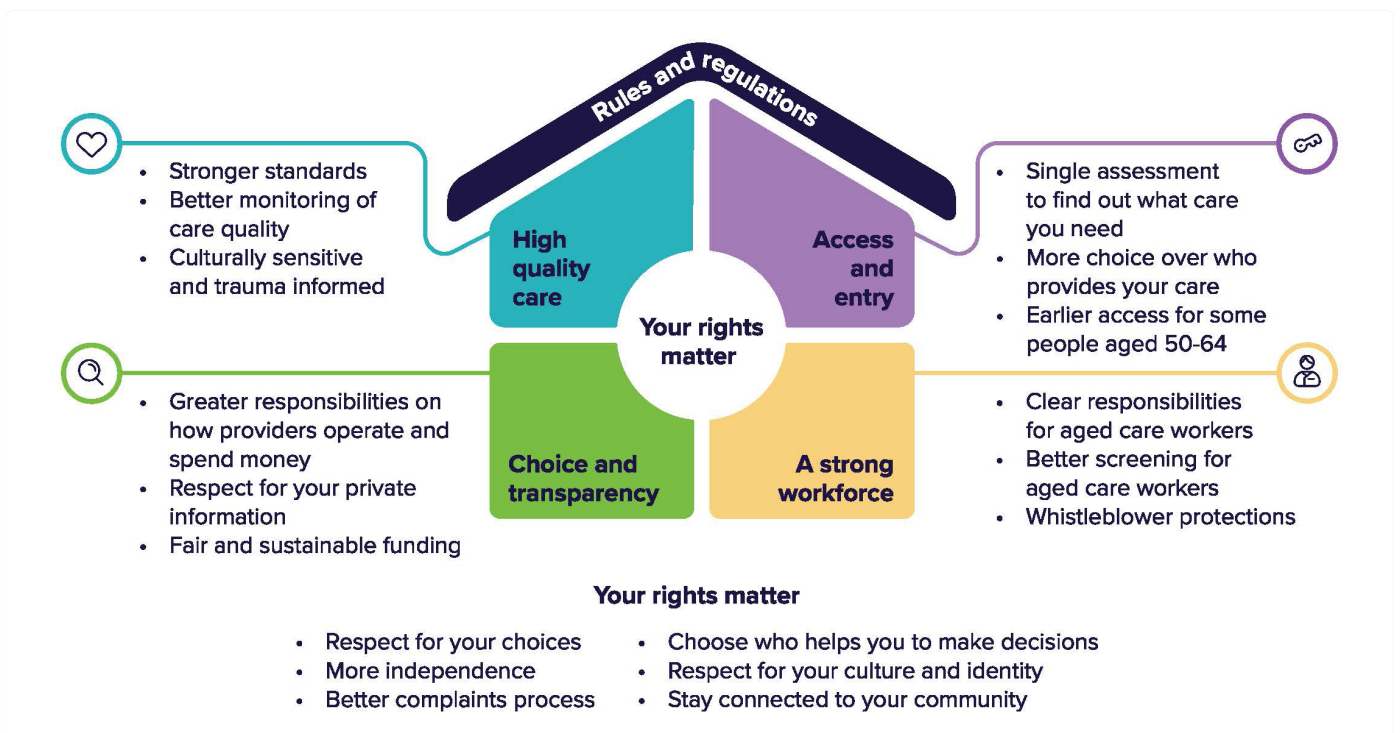 Rules and regulations
• Stronger standards
• Better monitoring of
care quality
• Culturally sensitive
and trauma informed
High
quality
care
Access
and
entry
• Single assessment
to find out what care
you need
• More choice over who
provides your care
• Earlier access for some
people aged 50-64
Your rights
matter
• Greater responsibilities on
how providers operate and
spend money
• Respect for your private
information
• Fair and sustainable funding
Choice and
transparency
A strong
workforce
• Clear responsibilities
for aged care workers
• Better screening for
aged care workers
• Whistleblower protections
Your rights matter
• Respect for your choices
• More independence
• Better complaints process
• Choose who helps you to make decisions
• Respect for your culture and identity
• Stay connected to your community